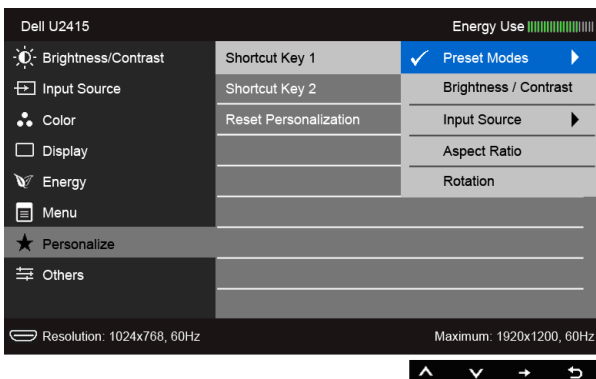 Dell U2415 Energy Use
Brightness/Contrast Shortcut Key 1 Preset Modes
Input Source Shortcut Key 2 Brightness / Contrast
Color Reset Personalization Input Source
Display Aspect Ratio
Energy Rotation
Menu
Personalize
Others
Resolution: 1024x768, 60Hz Maximum: 1920x1200, 60Hz